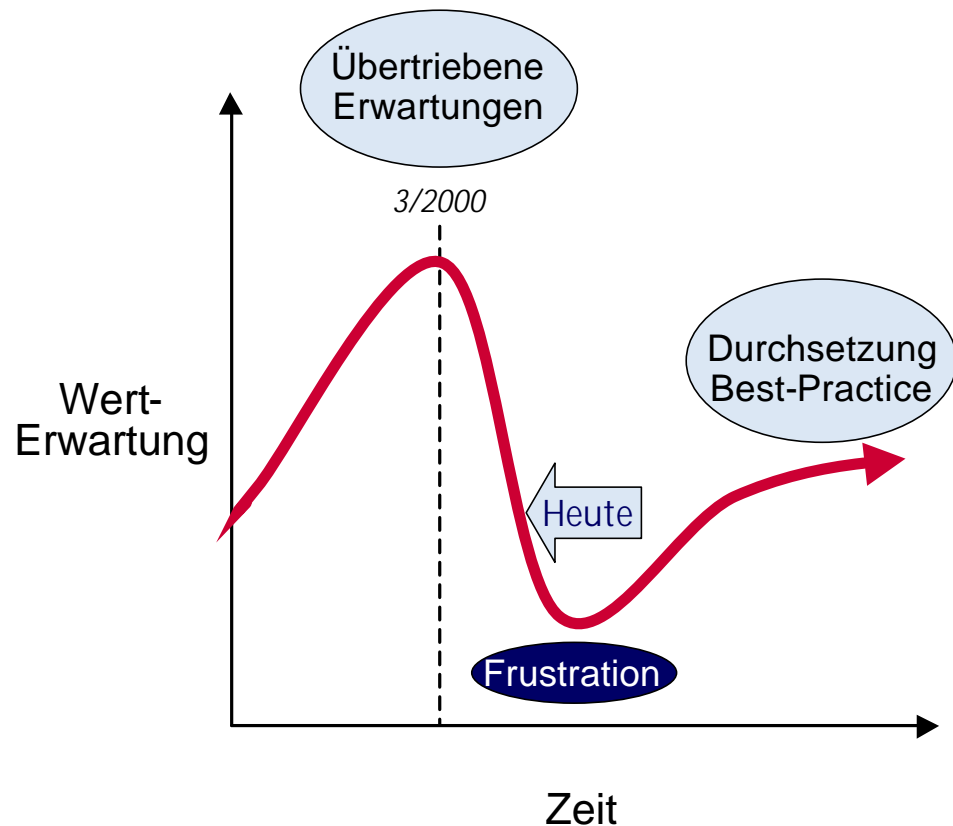 Übertriebene
Erwartungen
3/2000
Durchsetzung
Best-Practice
Wert-
Erwartung
Heute
Frustration
Zeit